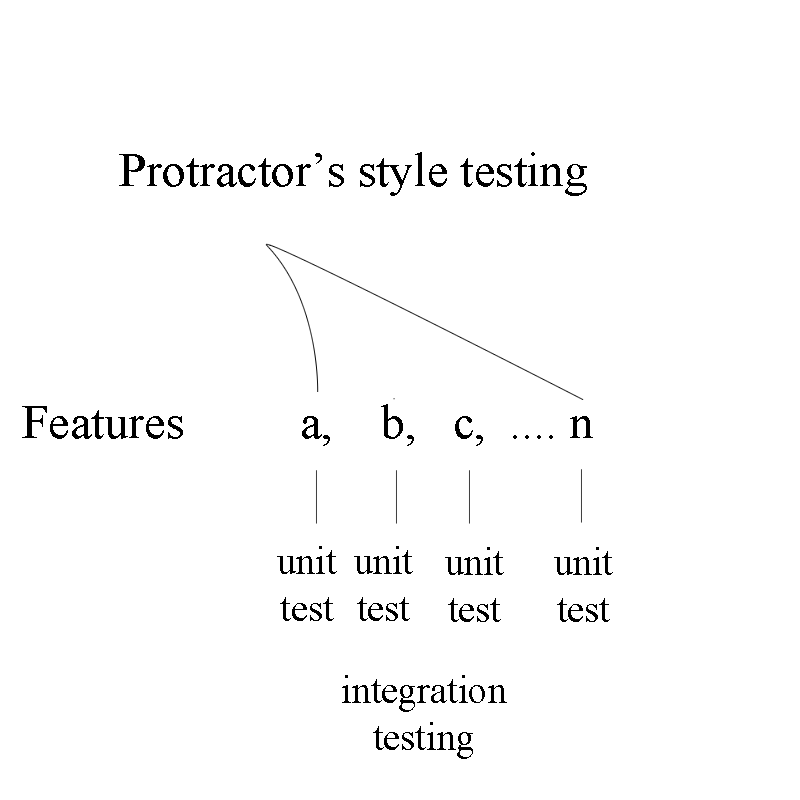 Protractor’s style testing
Features a, b, c, .... n
unit unit unit unit
test test test test
integration
testing